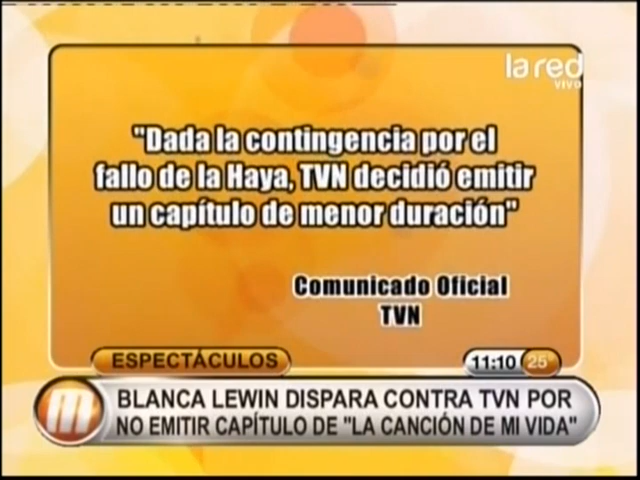 la red
VIVO
"Dada la contingencia por el
fallo de la Haya, TVN decidió emitir
un capítulo de menor duración"
Comunicado Oficial
TVN
ESPECTÁCULOS
11:10 25°
M
BLANCA LEWIN DISPARA CONTRA TVN POR
NO EMITIR CAPÍTULO DE "LA CANCIÓN DE MI VIDA"